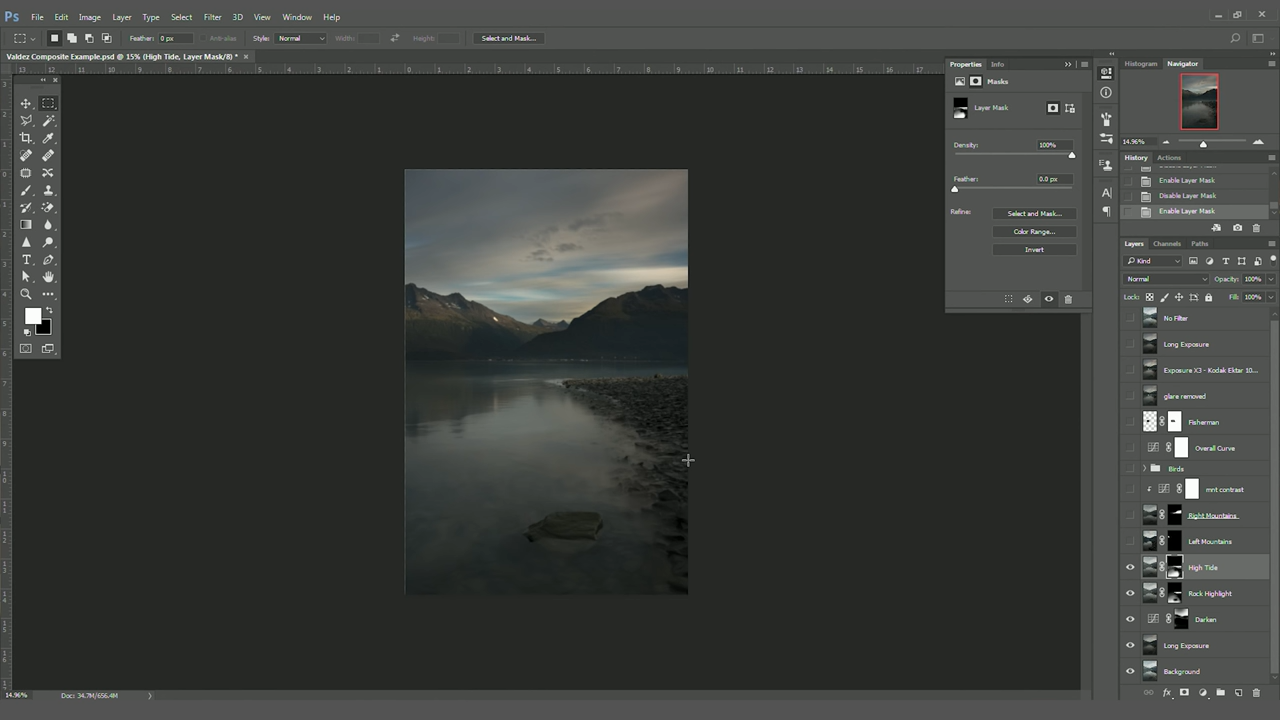 Ps File Edit Image Layer Type Select Filter 3D View Window Help
Feather: 0 px Anti-alias Style: Normal Width: Height: Select and Mask...
Valdez Composite Example.psd @ 15% (High Tide, Layer Mask/8) * ×
Properties Info
Masks
Layer Mask
Density: 100%
Feather: 0.0 px
Refine: Select and Mask...
Color Range...
Invert
Histogram Navigator
14.96%
History Actions
Enable Layer Mask
Disable Layer Mask
Enable Layer Mask
Layers Channels Paths
Kind
Normal Opacity: 100%
Lock: Fill: 100%
No Filter
Long Exposure
Exposure X3 - Kodak Ektar 10...
glare removed
Fisherman
Overall Curve
Birds
mnt contrast
Right Mountains
Left Mountains
High Tide
Rock Highlight
Darken
Long Exposure
Background
14.96% Doc: 34.7M/656.4M